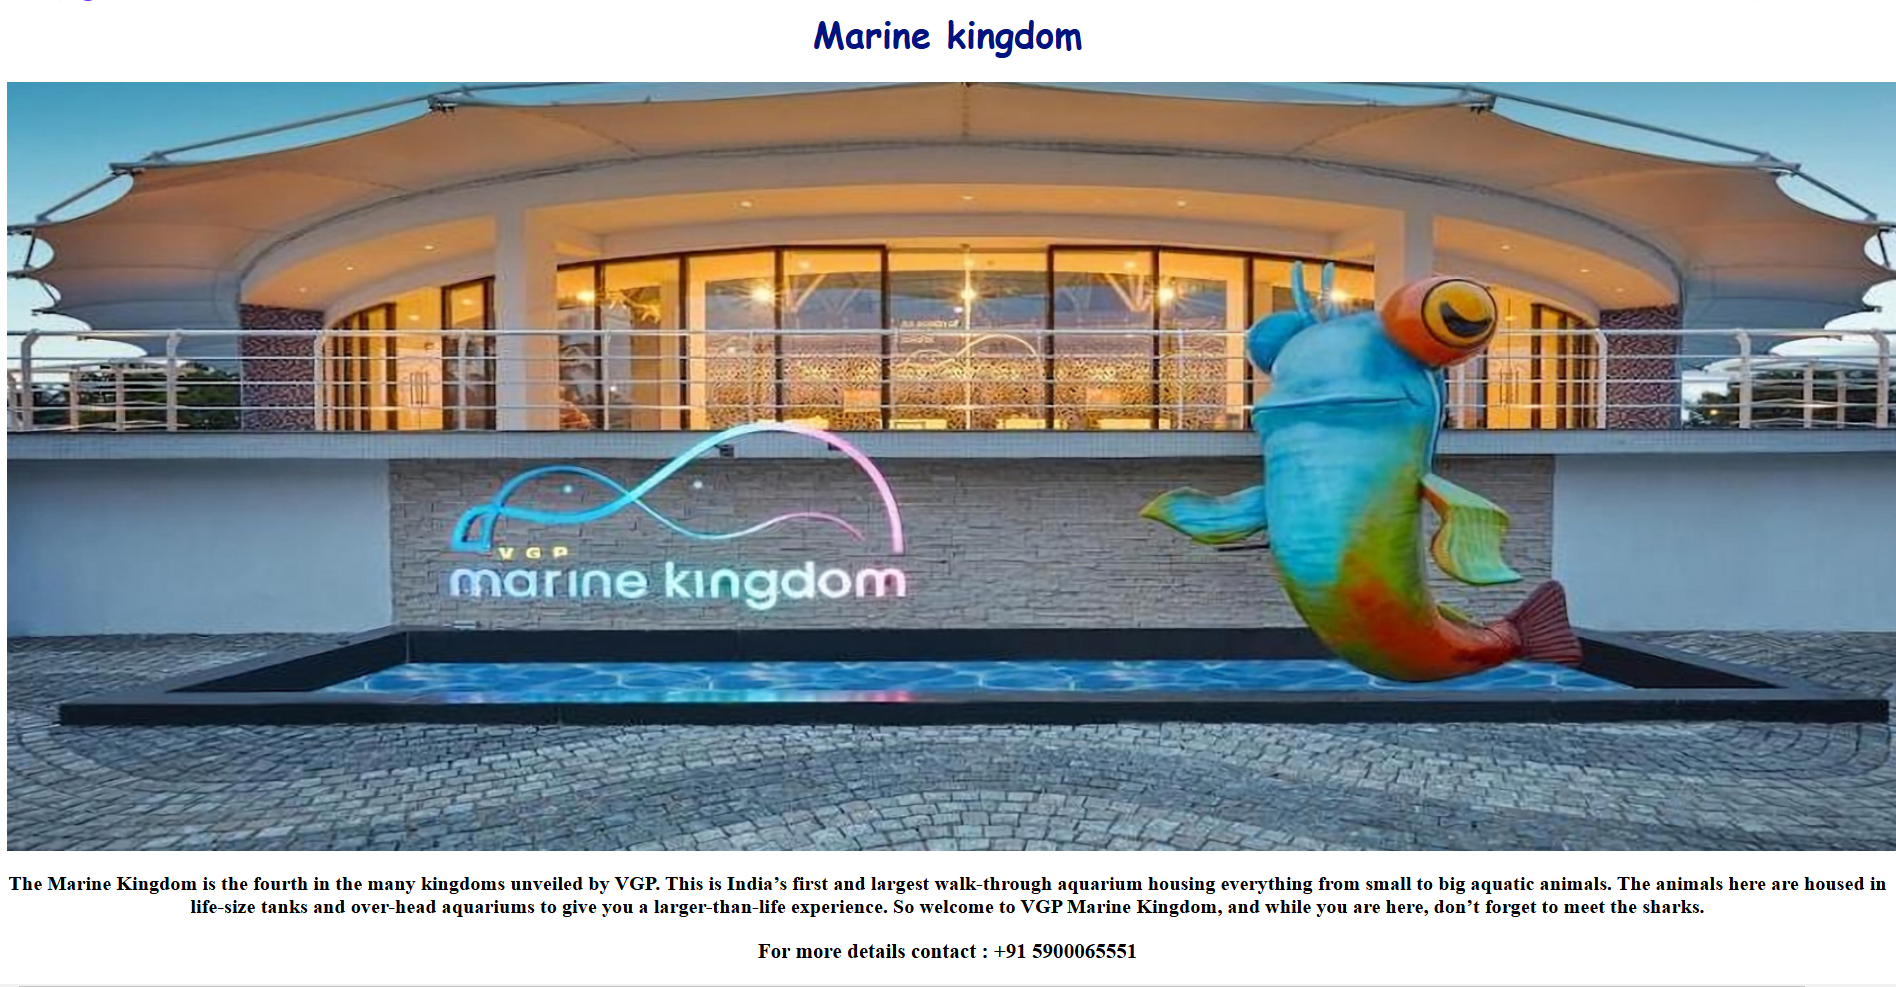 Marine kingdom
VGP
marine kingdom
The Marine Kingdom is the fourth in the many kingdoms unveiled by VGP. This is India’s first and largest walk-through aquarium housing everything from small to big aquatic animals. The animals here are housed in
life-size tanks and over-head aquariums to give you a larger-than-life experience. So welcome to VGP Marine Kingdom, and while you are here, don’t forget to meet the sharks.
For more details contact : +91 5900065551